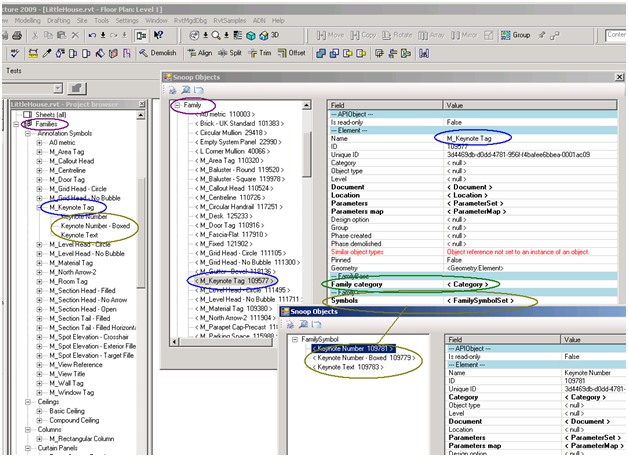 cture 2009 - [LittleHouse.rvt - Floor Plan: Level 1]
Modelling Drafting Site Tools Settings Window RvtMgdDbg RvtSamples ADN Help
Move Copy Rotate Array Mirror Group
Demolish Align Split Trim Offset
Tests
LittleHouse.rvt - Project browser
Sheets (all)
Families
Annotation Symbols
A0 metric
M_Area Tag
M_Callout Head
M_Centreline
M_Door Tag
M_Grid Head - Circle
M_Grid Head - No Bubble
M_Keynote Tag
Keynote Number
Keynote Number - Boxed
Keynote Text
M_Level Head - Circle
M_Level Head - No Bubble
M_Material Tag
M_North Arrow-2
M_Room Tag
M_Section Head - Filled
M_Section Head - No Arrow
M_Section Head - Open
M_Section Tail - Filled
M_Section Tail - Filled Horizonta
M_Spot Elevation - Crosshair
M_Spot Elevation - Exterior Filled
M_Spot Elevation - Target Fille
M_View Reference
M_View Title
M_Wall Tag
M_Window Tag
Ceilings
Basic Ceiling
Compound Ceiling
Columns
M_Rectangular Column
Curtain Panels
Snoop Objects
Family
< A0 metric 110003 >
< Brick - UK Standard 101383 >
< Circular Mullion 29418 >
< Empty System Panel 22990 >
< L Corner Mullion 40066 >
< M_Area Tag 110320 >
< M_Baluster - Round 119520 >
< M_Baluster - Square 119978 >
< M_Callout Head 110524 >
< M_Centreline 110726 >
< M_Circular Handrail 117251 >
< M_Desk 125233 >
< M_Door Tag 110916 >
< M_Fascia-Flat 117910 >
< M_Fixed 121902 >
< M_Grid Head - Circle 111105 >
< M_Grid Head - No Bubble 111300 >
< M_Gutter - Bevel 118136 >
< M_Keynote Tag 109577 >
< M_Level Head - Circle 111495 >
< M_Level Head - No Bubble 111711
< M_Material Tag 109380 >
< M_North Arrow-2 111904 >
< M_Parapet Cap-Precast 118
< M_Parking Space 115988 >
Field Value
--- APIObject ---
Is read-only False
--- Element ---
Name M_Keynote Tag
ID 109577
Unique ID 3d4469db-d0dd-4781-956f-f4bafee6bbea-0001ac09
Category < null >
Object type < null >
Level < null >
Document < Document >
Location < Location >
Parameters < ParameterSet >
Parameters map < ParameterMap >
Design option < null >
Group < null >
Phase created < null >
Phase demolished < null >
Similar object types Object reference not set to an instance of an object.
Pinned False
Geometry <Geometry.Element>
--- FamilyBase
Family category < Category >
Symbols < FamilySymbolSet >
Snoop Objects
FamilySymbol
< Keynote Number 109781 >
< Keynote Number - Boxed 109779 >
< Keynote Text 109783 >
Field Value
--- APIObject ---
Is read-only False
--- Element ---
Name Keynote Number
ID 109781
Unique ID 3d4469db-d0dd-4781-
Category < Category >
Object type < null >
Level < null >
Document < Document >
Location < null >
Parameters < ParameterSet >
Parameters map < ParameterMap >
Design option < null >